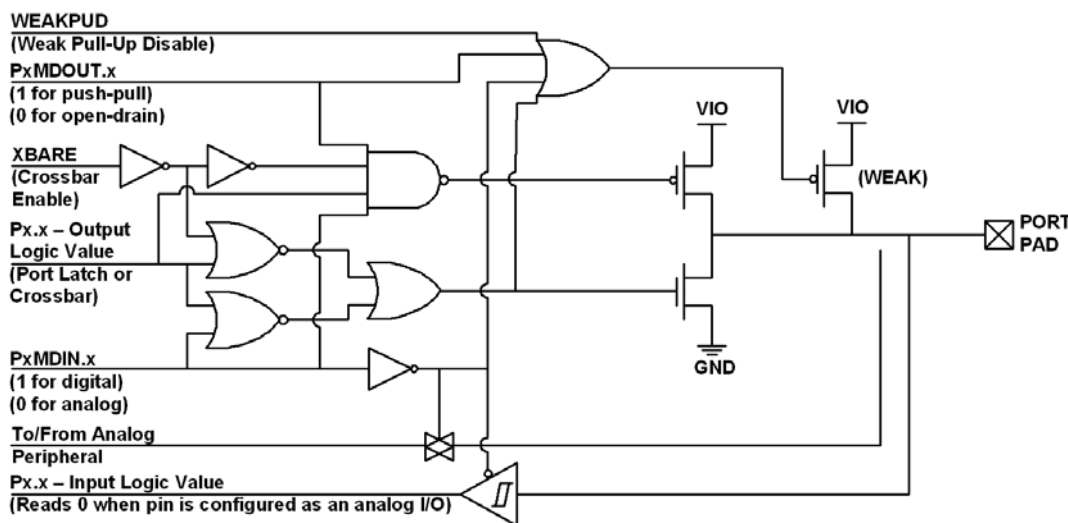 WEAKPUD
(Weak Pull-Up Disable)
PxMDOUT.x
(1 for push-pull)
(0 for open-drain)
XBARE
(Crossbar
Enable)
Px.x – Output
Logic Value
(Port Latch or
Crossbar)
PxMDIN.x
(1 for digital)
(0 for analog)
To/From Analog
Peripheral
Px.x – Input Logic Value
(Reads 0 when pin is configured as an analog I/O)
VIO
VIO
(WEAK)
PORT
PAD
GND